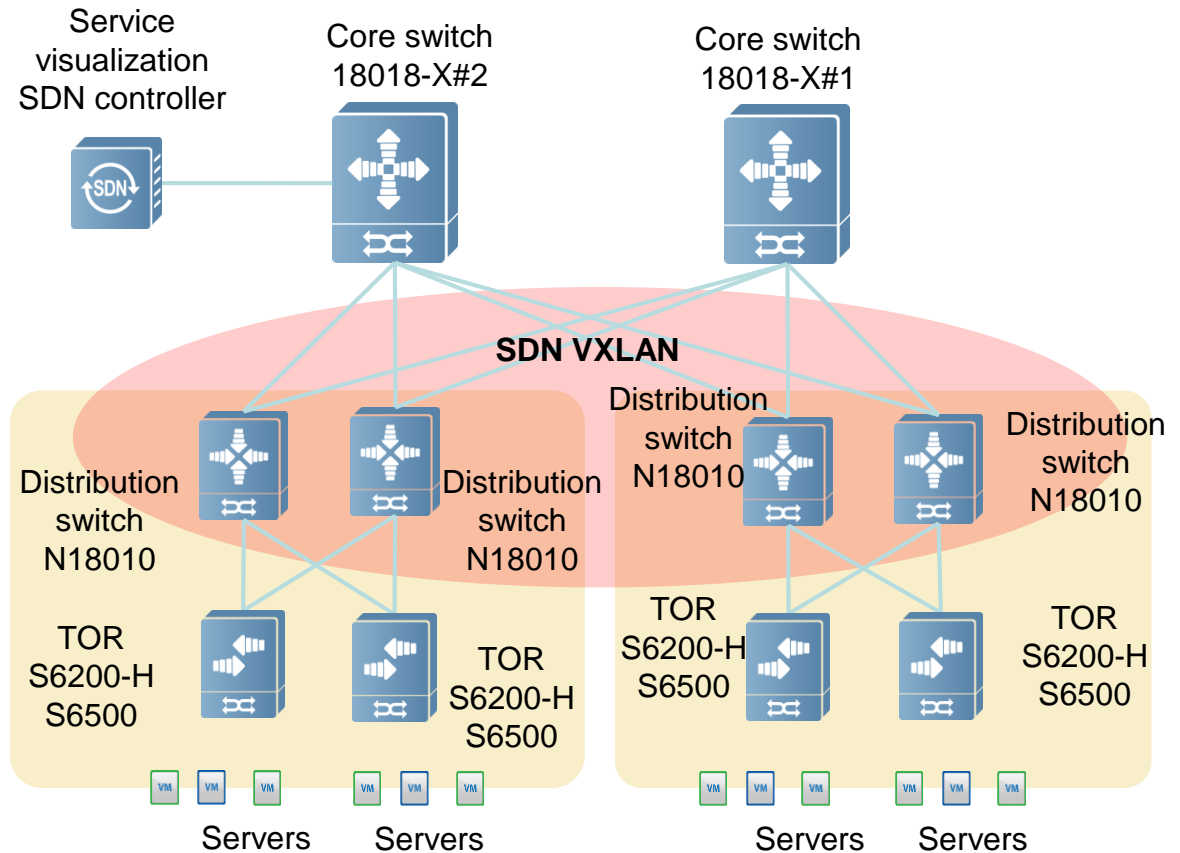 Service
visualization
SDN controller
Core switch
18018-X#2
Core switch
18018-X#1
SDN
SDN VXLAN
Distribution
switch
N18010
Distribution
switch
N18010
Distribution
switch
N18010
Distribution
switch
N18010
TOR
S6200-H
S6500
TOR
S6200-H
S6500
TOR
S6200-H
S6500
TOR
S6200-H
S6500
VM VM VM VM VM VM VM VM VM VM VM VM
Servers Servers Servers Servers